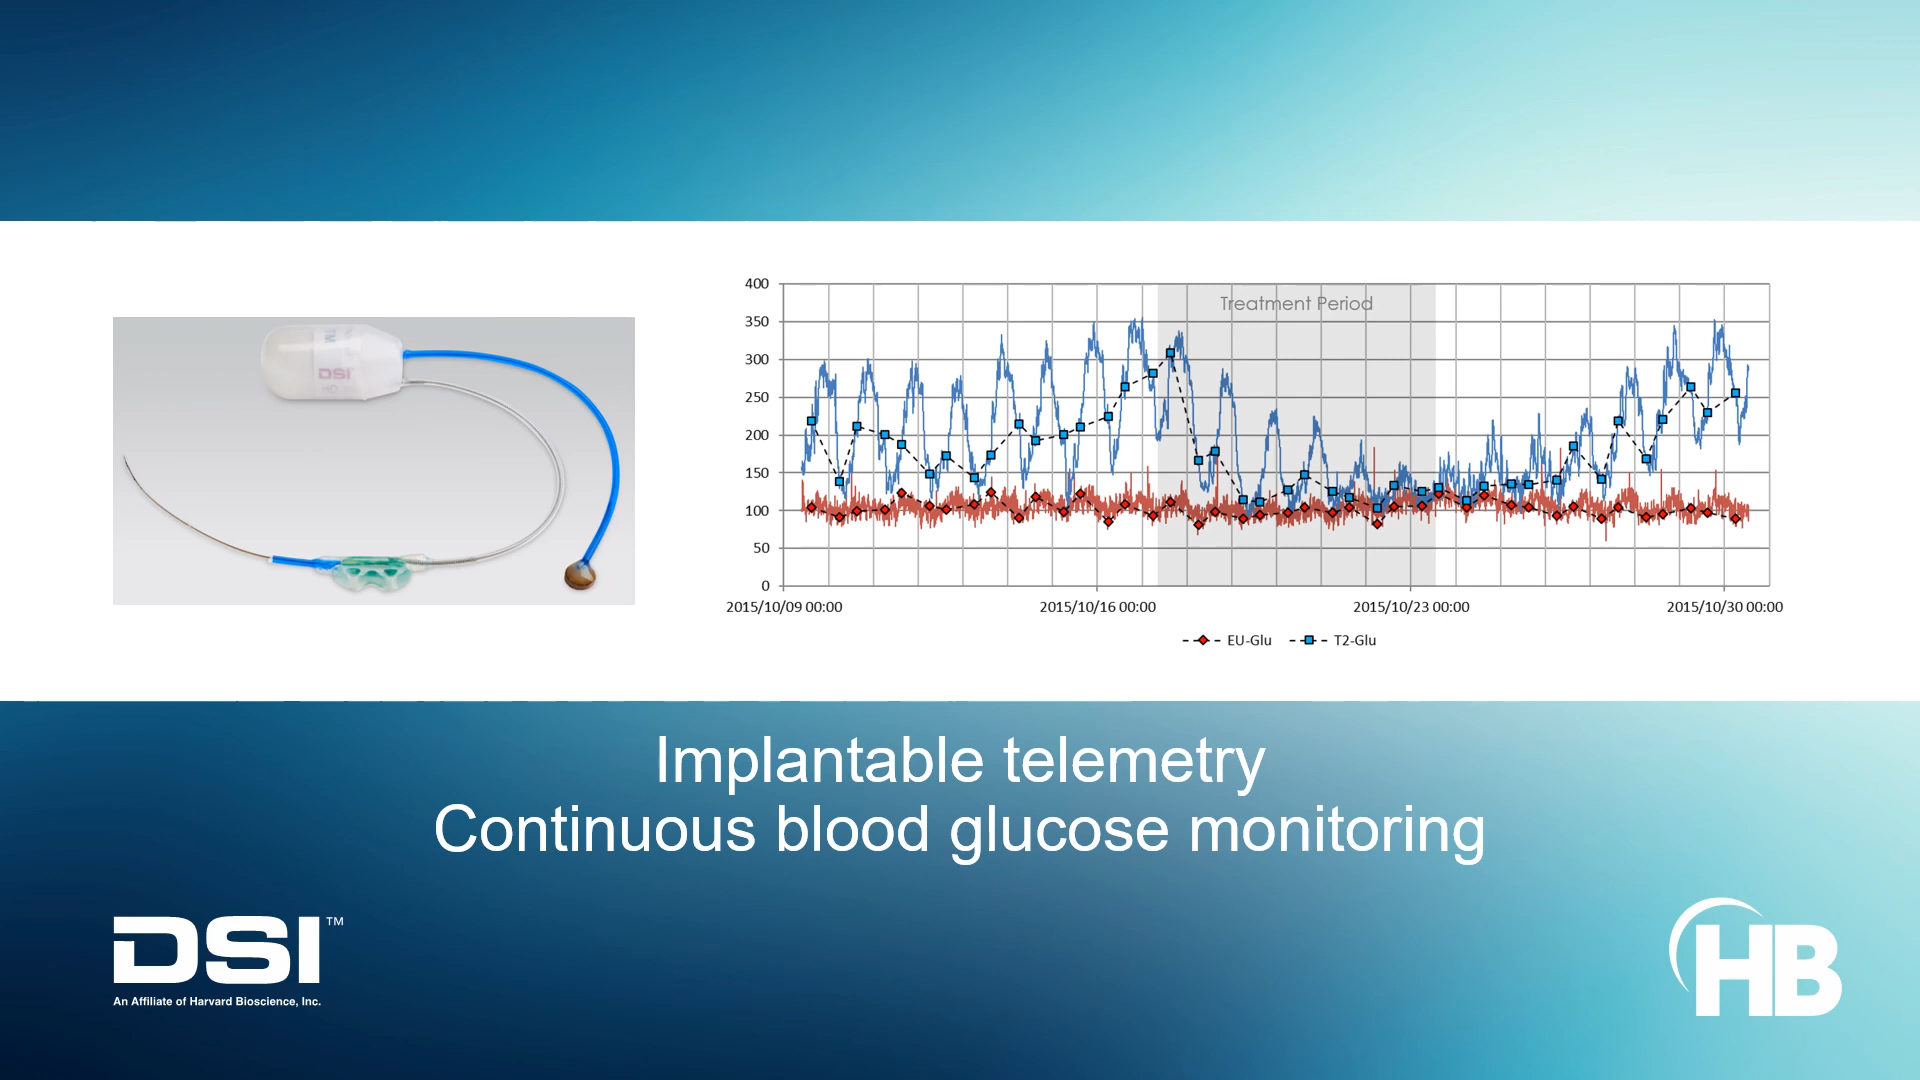 DSI
400
Treatment Period
350
300
250
200
150
100
50
0
2015/10/09 00:00 2015/10/16 00:00 2015/10/23 00:00 2015/10/30 00:00
EU-Glu T2-Glu
Implantable telemetry
Continuous blood glucose monitoring
DSI™
An Affiliate of Harvard Bioscience, Inc.
HB